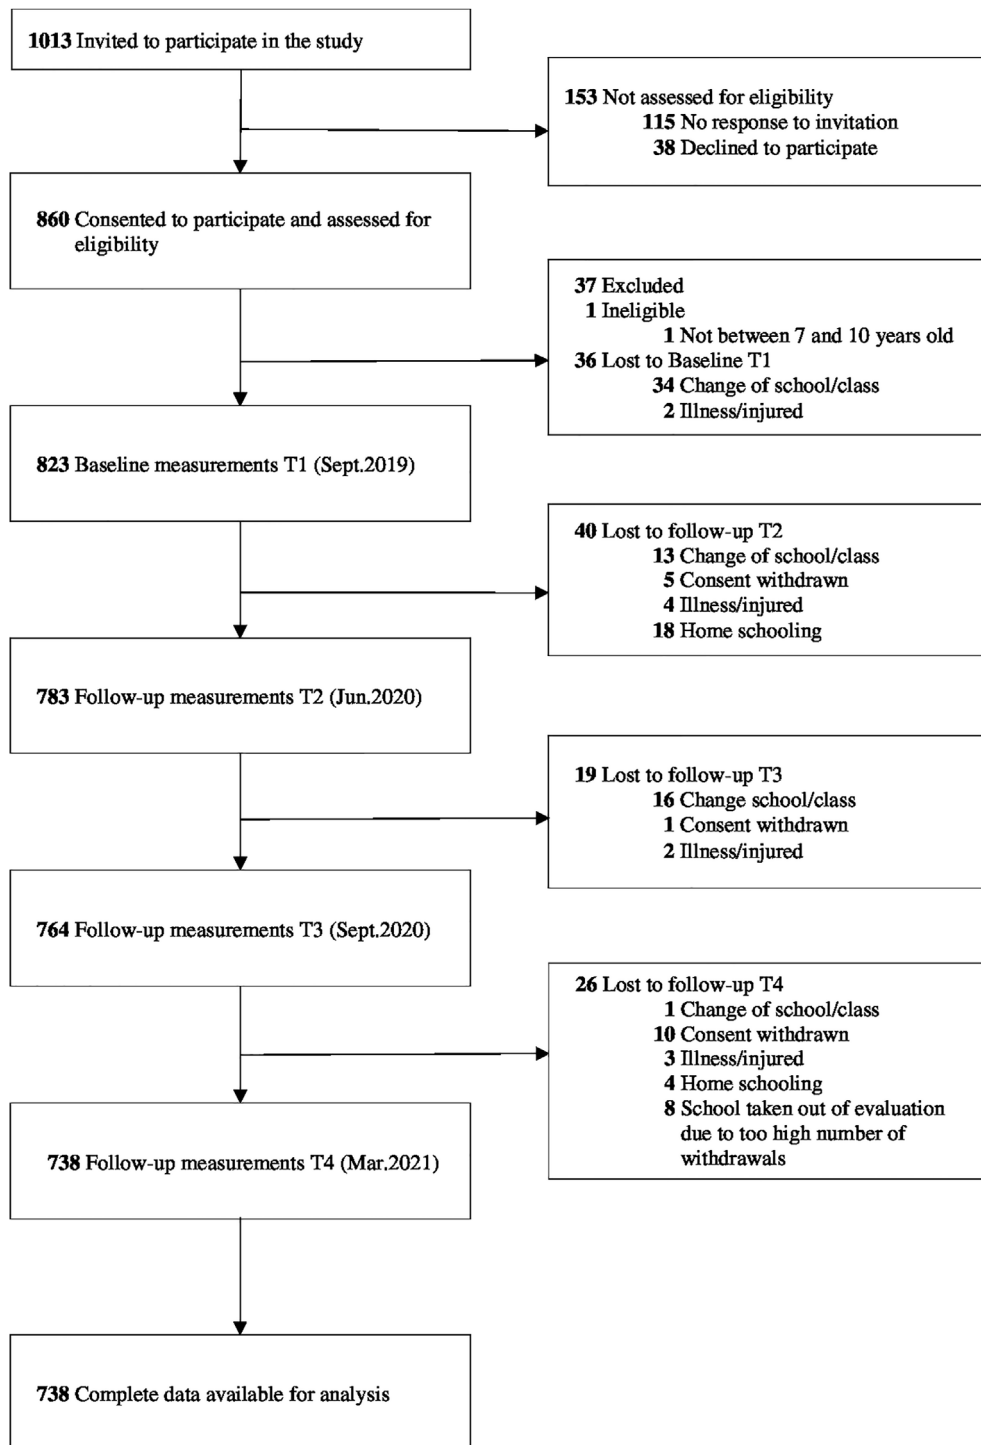 1013 Invited to participate in the study
153 Not assessed for eligibility
115 No response to invitation
38 Declined to participate
860 Consented to participate and assessed for
eligibility
37 Excluded
1 Ineligible
1 Not between 7 and 10 years old
36 Lost to Baseline T1
34 Change of school/class
2 Illness/injured
823 Baseline measurements T1 (Sept.2019)
40 Lost to follow-up T2
13 Change of school/class
5 Consent withdrawn
4 Illness/injured
18 Home schooling
783 Follow-up measurements T2 (Jun.2020)
19 Lost to follow-up T3
16 Change school/class
1 Consent withdrawn
2 Illness/injured
764 Follow-up measurements T3 (Sept.2020)
26 Lost to follow-up T4
1 Change of school/class
10 Consent withdrawn
3 Illness/injured
4 Home schooling
8 School taken out of evaluation
due to too high number of
withdrawals
738 Follow-up measurements T4 (Mar.2021)
738 Complete data available for analysis